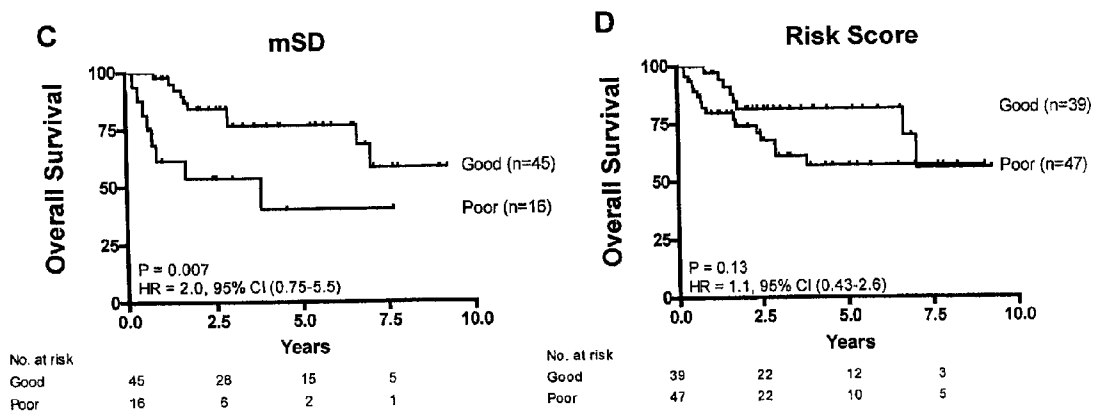 C
mSD
Overall Survival
100
75
50
25
0
Good (n=45)
Poor (n=16)
P = 0.007
HR = 2.0, 95% CI (0.75-5.5)
0.0 2.5 5.0 7.5 10.0
Years
No. at risk
Good 45 28 15 5
Poor 16 6 2 1
D
Risk Score
Overall Survival
100
75
50
25
0
Good (n=39)
Poor (n=47)
P = 0.13
HR = 1.1, 95% CI (0.43-2.6)
0.0 2.5 5.0 7.5 10.0
Years
No. at risk
Good 39 22 12 3
Poor 47 22 10 5